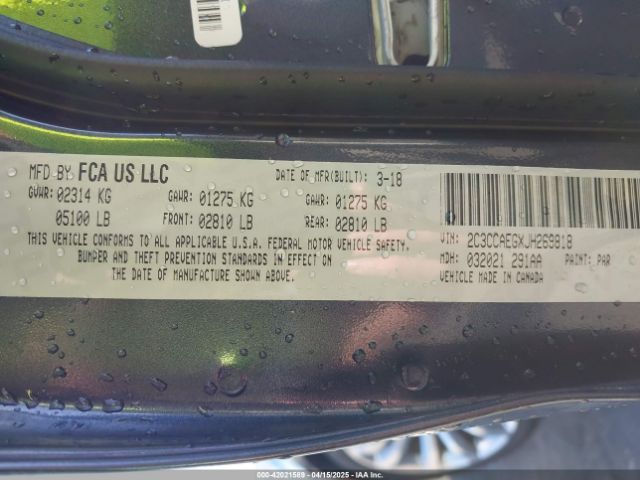 MFD BY FCA US LLC DATE OF MFR(BUILT): 3-18
GVWR: 02314 KG GAWR: 01275 KG GAWR: 01275 KG
05100 LB FRONT: 02810 LB REAR: 02810 LB
THIS VEHICLE CONFORMS TO ALL APPLICABLE U.S.A. FEDERAL MOTOR VEHICLE SAFETY,
BUMPER AND THEFT PREVENTION STANDARDS IN EFFECT ON
THE DATE OF MANUFACTURE SHOWN ABOVE.
VIN: 2C3CCAEGXJH269818
MDH: 032021 291AA PAINT: PAR
VEHICLE MADE IN CANADA
000-42021589 04/15/2025 IAAI.COM